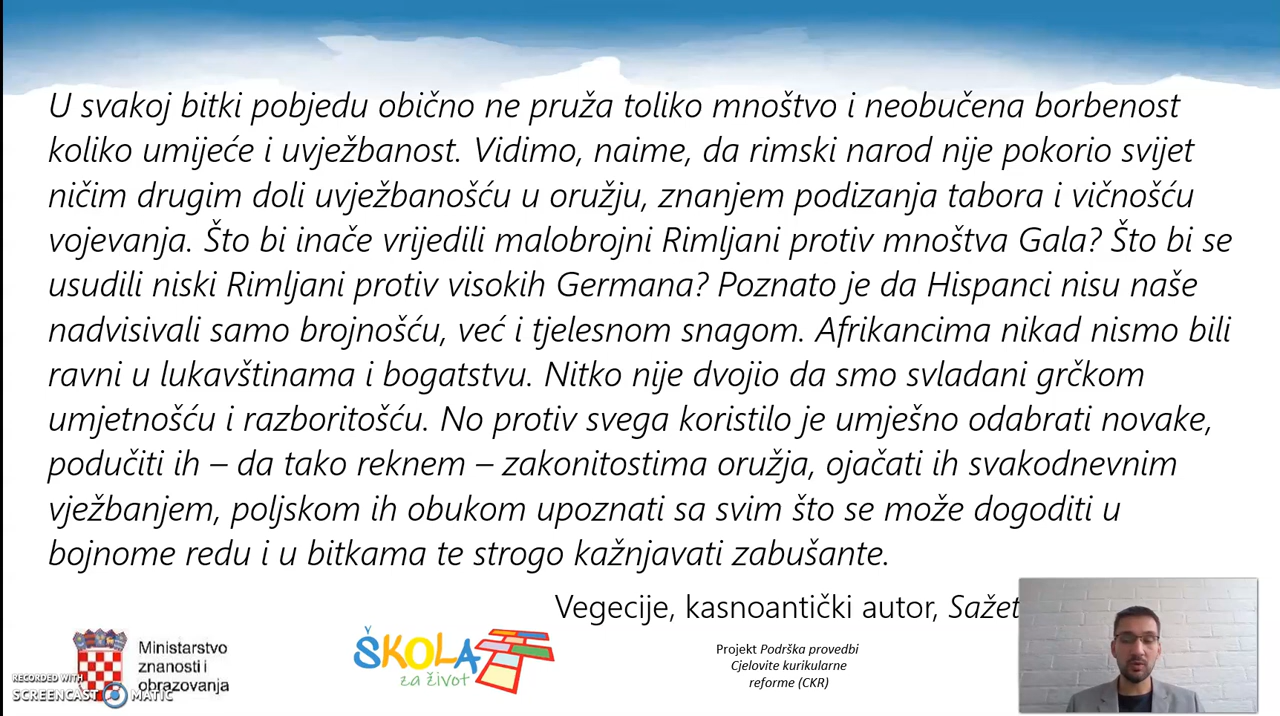 U svakoj bitki pobjedu obično ne pruža toliko mnoštvo i neobučena borbenost
koliko umijeće i uvježbanost. Vidimo, naime, da rimski narod nije pokorio svijet
ničim drugim doli uvježbanošću u oružju, znanjem podizanja tabora i vičnošću
vojevanja. Što bi inače vrijedili malobrojni Rimljani protiv mnoštva Gala? Što bi se
usudili niski Rimljani protiv visokih Germana? Poznato je da Hispanci nisu naše
nadvisivali samo brojnošću, već i tjelesnom snagom. Afrikancima nikad nismo bili
ravni u lukavštinama i bogatstvu. Nitko nije dvojio da smo svladani grčkom
umjetnošću i razboritošću. No protiv svega koristilo je umješno odabrati novake,
podučiti ih – da tako reknem – zakonitostima oružja, ojačati ih svakodnevnim
vježbanjem, poljskom ih obukom upoznati sa svim što se može dogoditi u
bojnome redu i u bitkama te strogo kažnjavati zabušante.
Vegecije, kasnoantički autor, Sažet
Ministarstvo
znanosti i
obrazovanja
RECORDED WITH
SCREENCAST MATIC
ŠKOLA
za život
Projekt Podrška provedbi
Cjelovite kurikularne
reforme (CKR)